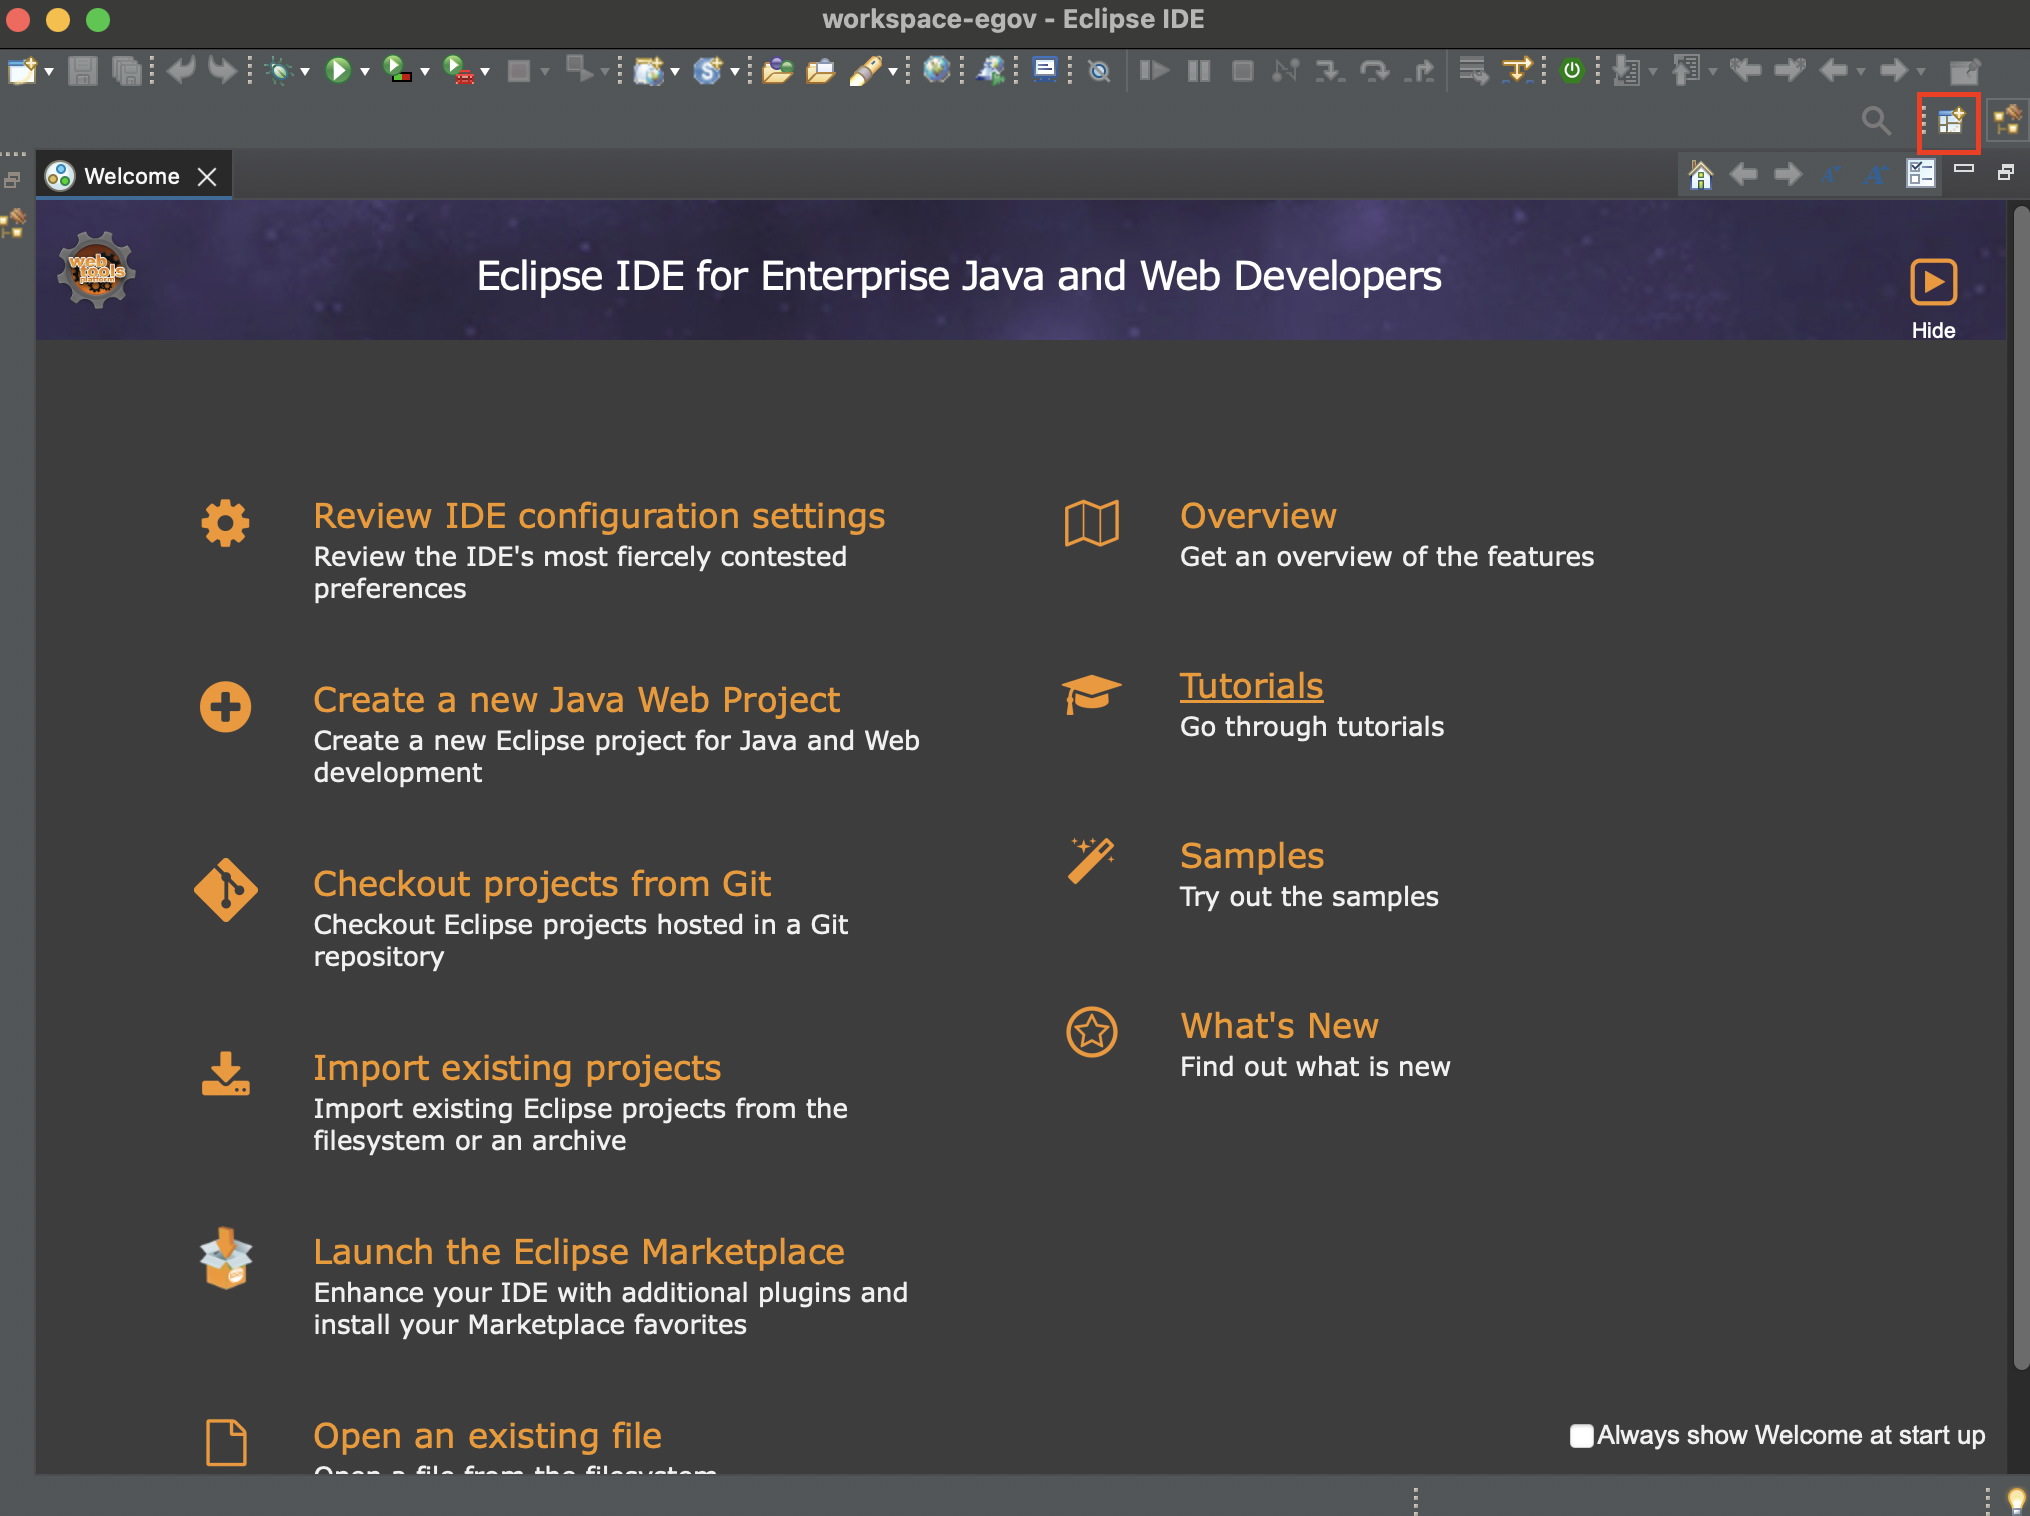 workspace-egov - Eclipse IDE
Welcome
web
tools
Eclipse IDE for Enterprise Java and Web Developers
Hide
Review IDE configuration settings
Review the IDE's most fiercely contested
preferences
Create a new Java Web Project
Create a new Eclipse project for Java and Web
development
Checkout projects from Git
Checkout Eclipse projects hosted in a Git
repository
Import existing projects
Import existing Eclipse projects from the
filesystem or an archive
Launch the Eclipse Marketplace
Enhance your IDE with additional plugins and
install your Marketplace favorites
Open an existing file
Open a file from the filesystem
Overview
Get an overview of the features
Tutorials
Go through tutorials
Samples
Try out the samples
What's New
Find out what is new
Always show Welcome at start up